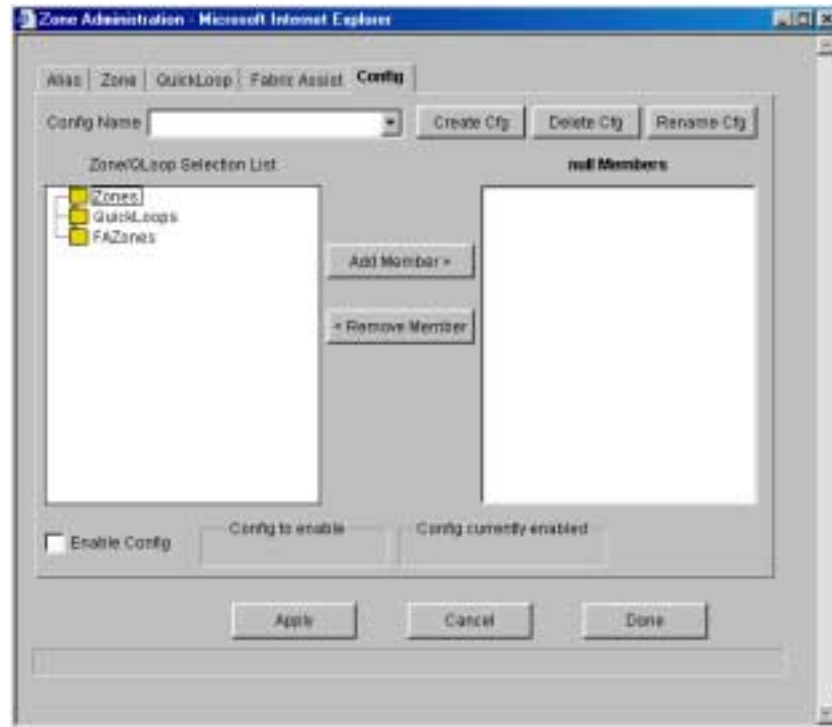 Zone Administration - Microsoft Internet Explorer
Alias Zone QuickLoop Fabric Assist Config
Config Name Create Cfg Delete Cfg Rename Cfg
Zone/QLoop Selection List null Members
Zones
QuickLoops
FAZones
Add Member >
< Remove Member
Enable Config Config to enable Config currently enabled
Apply Cancel Done